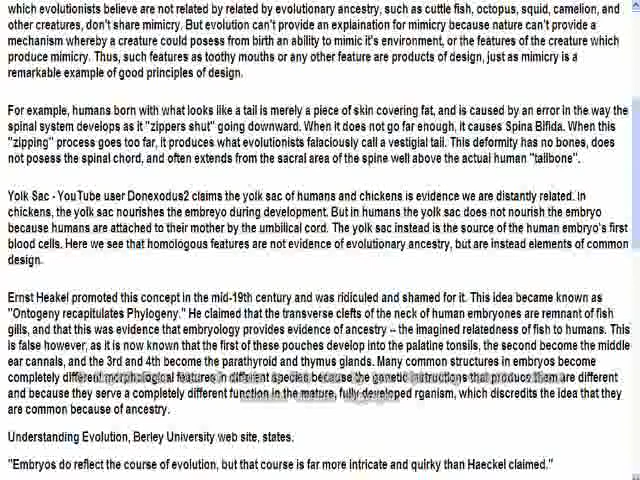 which evolutionists believe are not related by related by evolutionary ancestry, such as cuttle fish, octopus, squid, camelion, and
other creatures, don't share mimicry. But evolution can't provide an explaination for mimicry because nature can't provide a
mechanism whereby a creature could posess from birth an ability to mimic it's environment, or the features of the creature which
produce mimicry. Thus, such features as toothy mouths or any other feature are products of design, just as mimicry is a
remarkable example of good principles of design.
For example, humans born with what looks like a tail is merely a piece of skin covering fat, and is caused by an error in the way the
spinal system develops as it "zippers shut" going downward. When it does not go far enough, it causes Spina Bifida. When this
"zipping" process goes too far, it produces what evolutionists falaciously call a vestigial tail. This deformity has no bones, does
not posess the spinal chord, and often extends from the sacral area of the spine well above the actual human "tailbone".
Yolk Sac - YouTube user Donexodus2 claims the yolk sac of humans and chickens is evidence we are distantly related. In
chickens, the yolk sac nourishes the embreyo during development. But in humans the yolk sac does not nourish the embryo
because humans are attached to their mother by the umbilical cord. The yolk sac instead is the source of the human embryo's first
blood cells. Here we see that homologous features are not evidence of evolutionary ancestry, but are instead elements of common
design.
Ernst Heakel promoted this concept in the mid-19th century and was ridiculed and shamed for it. This idea became known as
"Ontogeny recapitulates Phylogeny." He claimed that the transverse clefts of the neck of human embryones are remnant of fish
gills, and that this was evidence that embryology provides evidence of ancestry -- the imagined relatedness of fish to humans. This
is false however, as it is now known that the first of these pouches develop into the palatine tonsils, the second become the middle
ear cannals, and the 3rd and 4th become the parathyroid and thymus glands. Many common structures in embryos become
completely different morphological features in different species because the genetic instructions that produce them are different
and because they serve a completely different function in the mature, fully-developed rganism, which discredits the idea that they
are common because of ancestry.
Understanding Evolution, Berley University web site, states.
"Embryos do reflect the course of evolution, but that course is far more intricate and quirky than Haeckel claimed."